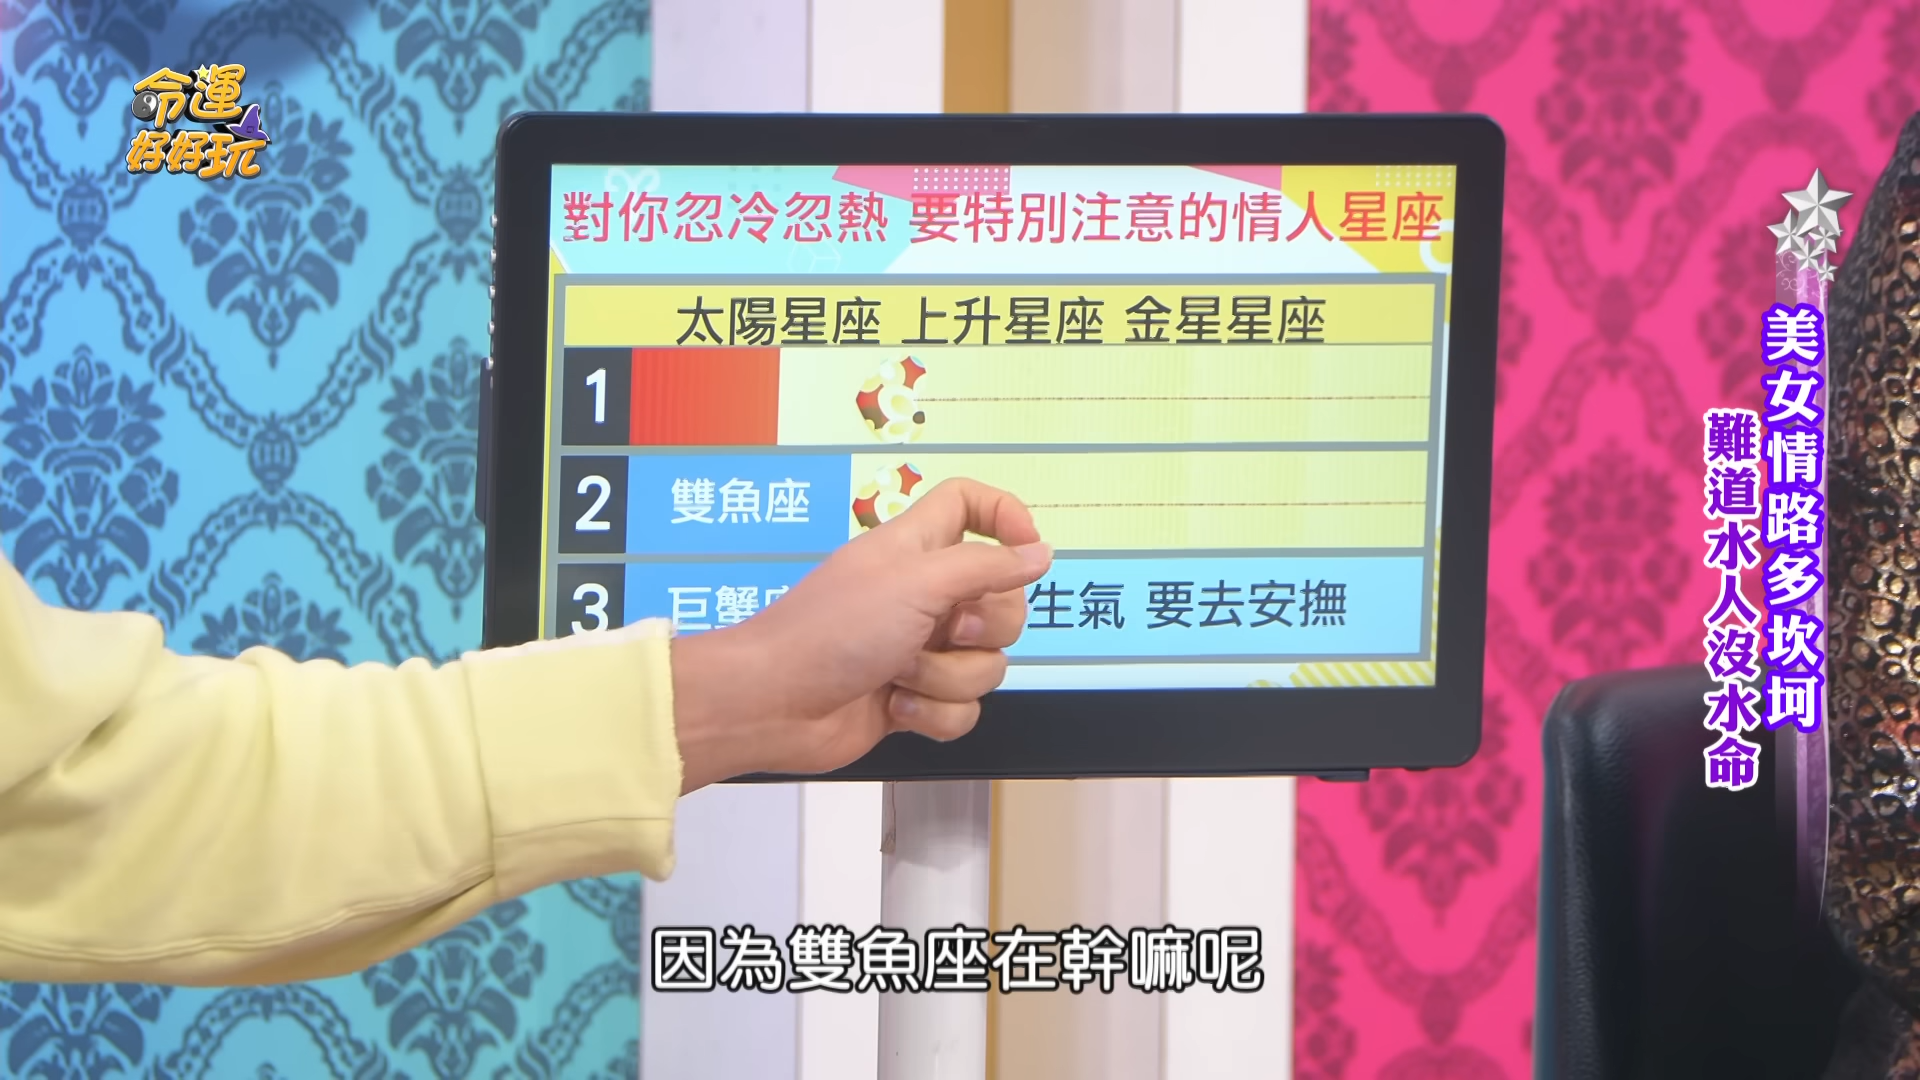 命運
好好玩
對你忽冷忽熱 要特別注意的情人星座
太陽星座 上升星座 金星星座
1
2 雙魚座
3 巨蟹座 生氣 要去安撫
美女情路多坎坷
難道水人沒水命
因為雙魚座在幹嘛呢